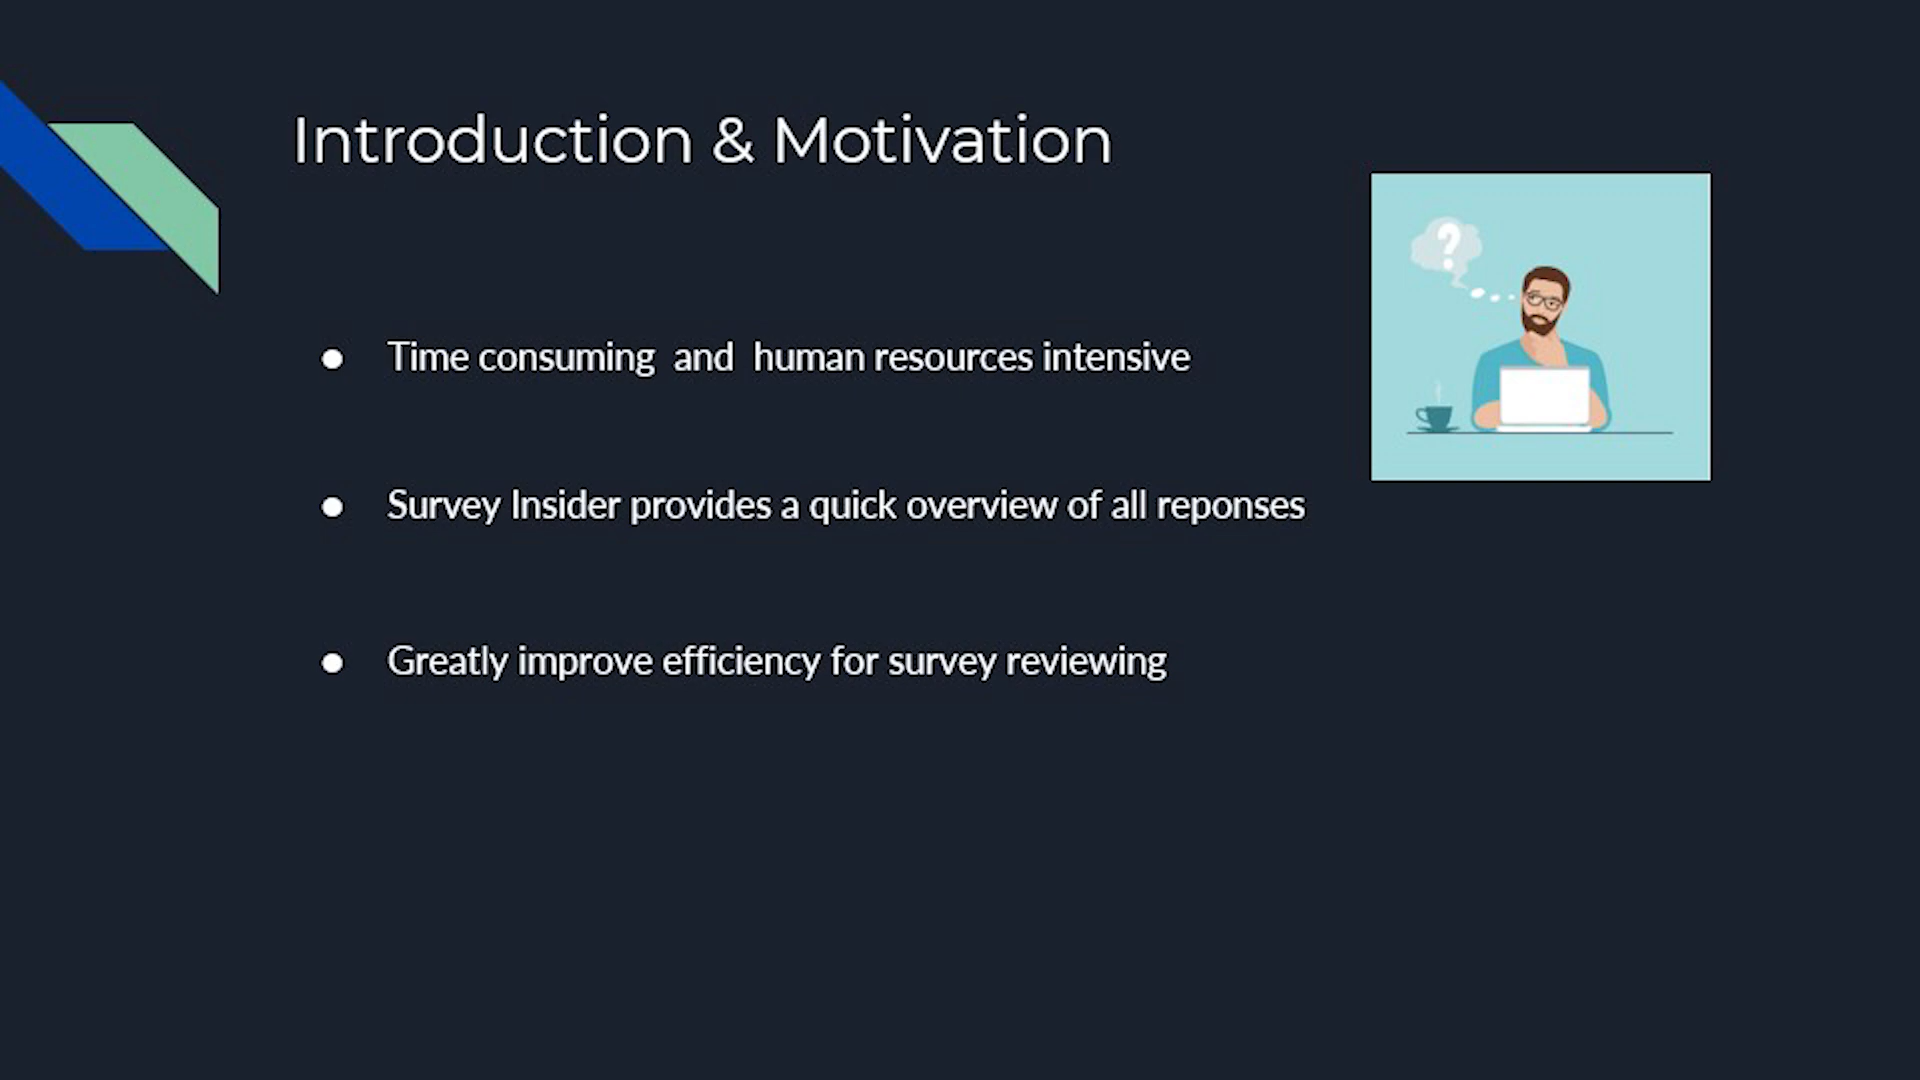 Introduction & Motivation
?
● Time consuming  and  human resources intensive
● Survey Insider provides a quick overview of all reponses
● Greatly improve efficiency for survey reviewing